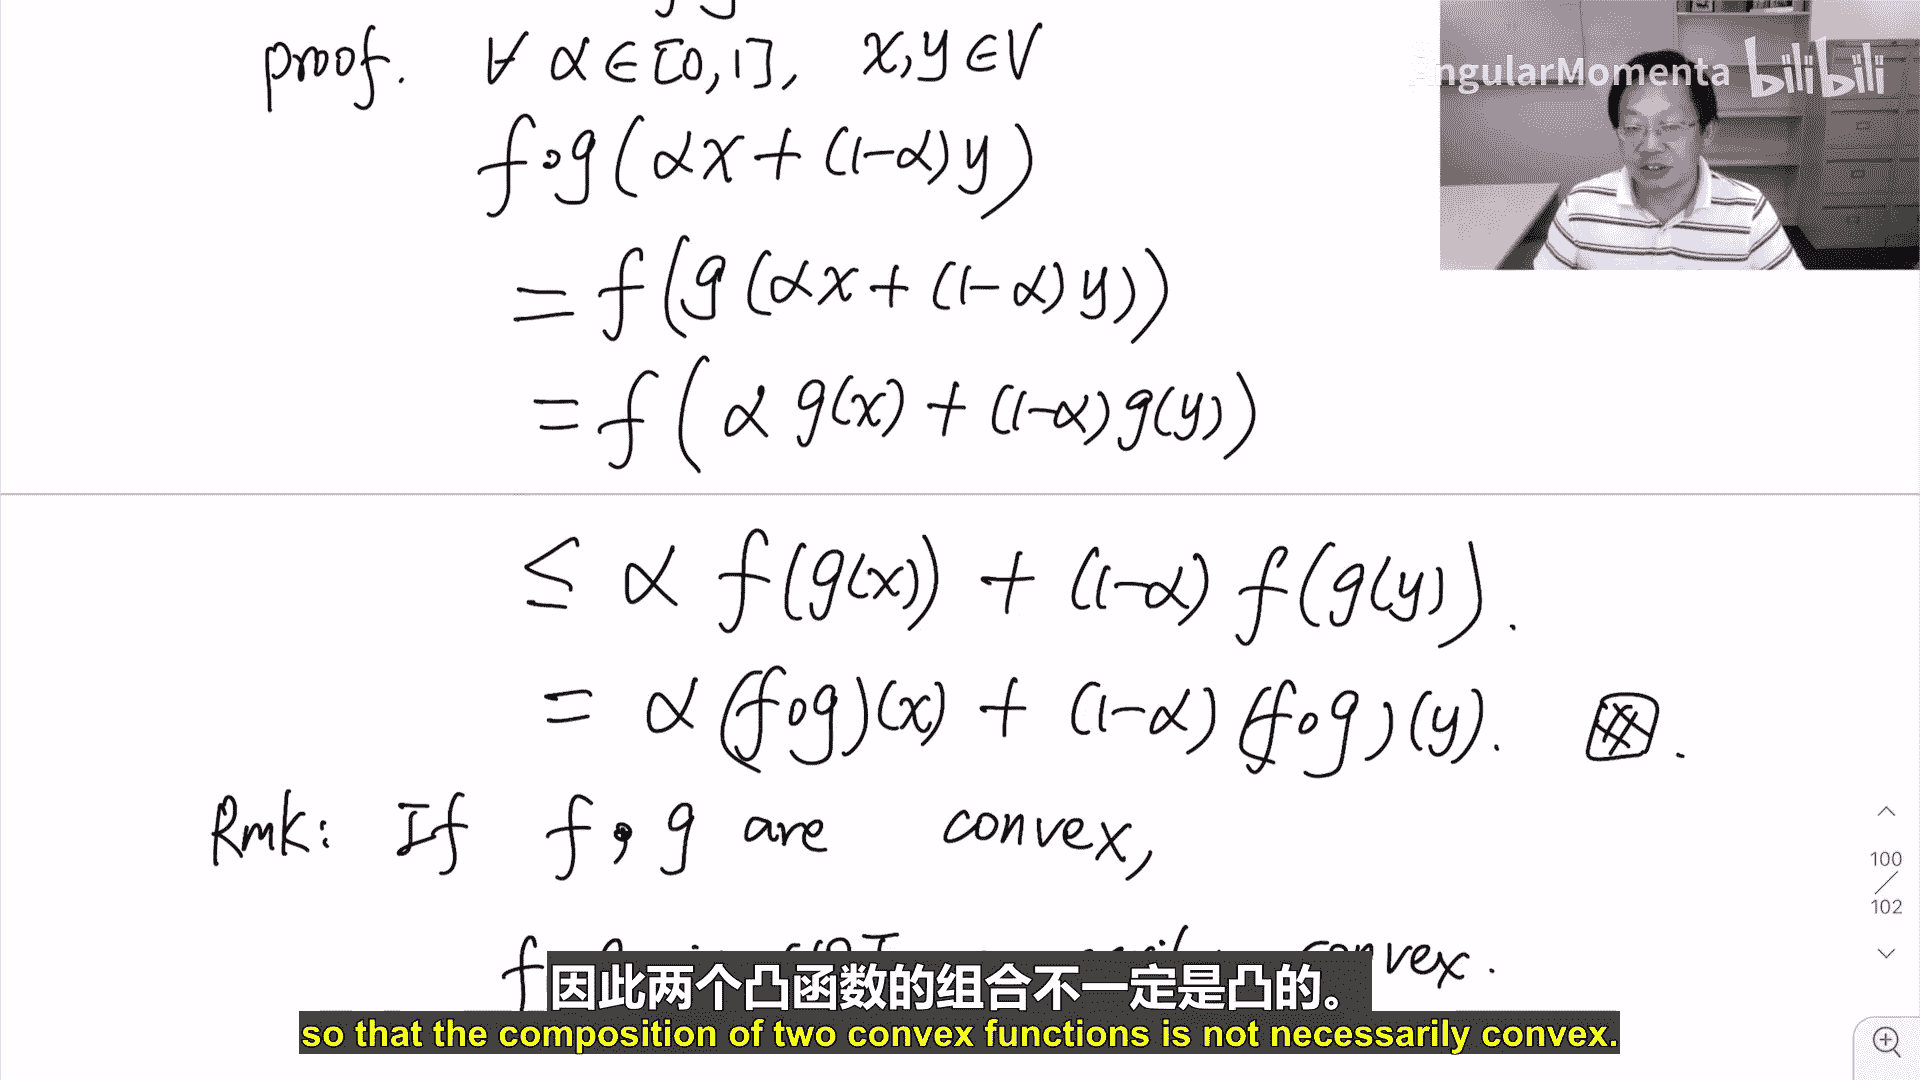 proof. ∀ α ∈ [0,1], x,y ∈ V
f∘g(αx + (1-α)y)
= f(g(αx + (1-α)y))
= f(α g(x) + (1-α)g(y))
≤ α f(g(x)) + (1-α) f(g(y)).
= α (f∘g)(x) + (1-α) (f∘g)(y).
Rmk: If f, g are convex,
convex.
因此两个凸函数的组合不一定是凸的。
so that the composition of two convex functions is not necessarily convex.
AngularMomenta bilibili
100
102